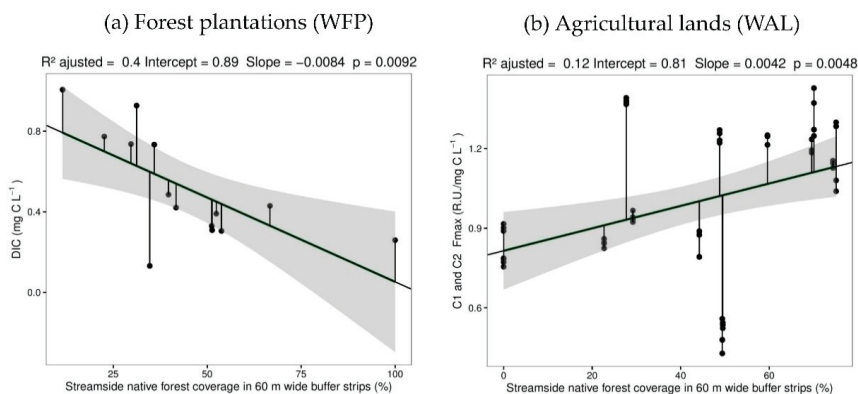 (a) Forest plantations (WFP)
R² ajusted = 0.4 Intercept = 0.89 Slope = −0.0084 p = 0.0092
DIC (mg C L⁻¹)
0.8
0.4
0.0
25 50 75 100
Streamside native forest coverage in 60 m wide buffer strips (%)
(b) Agricultural lands (WAL)
R² ajusted = 0.12 Intercept = 0.81 Slope = 0.0042 p = 0.0048
C1 and C2 Fmax (R.U./mg C L⁻¹)
1.2
0.9
0.6
0 20 40 60
Streamside native forest coverage in 60 m wide buffer strips (%)